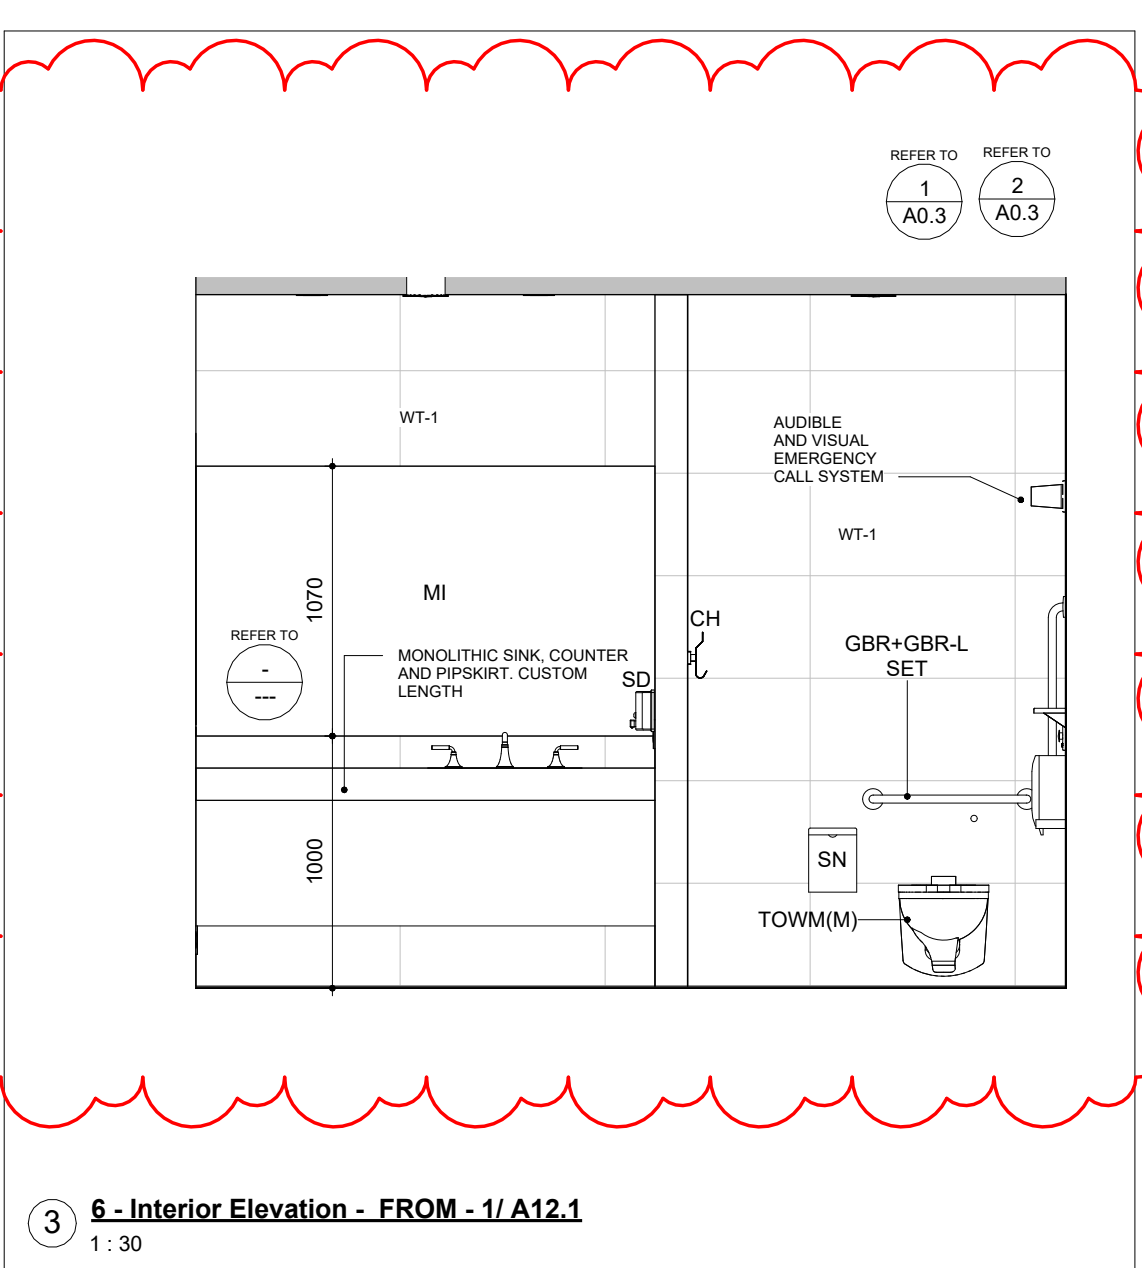 REFER TO
1
A0.3
REFER TO
2
A0.3
WT-1
AUDIBLE
AND VISUAL
EMERGENCY
CALL SYSTEM
WT-1
1070
MI
CH
REFER TO
-
---
MONOLITHIC SINK, COUNTER
AND PIPSKIRT. CUSTOM
LENGTH
SD
GBR+GBR-L
SET
1000
SN
TOWM(M)
3
6 - Interior Elevation - FROM - 1/ A12.1
1 : 30